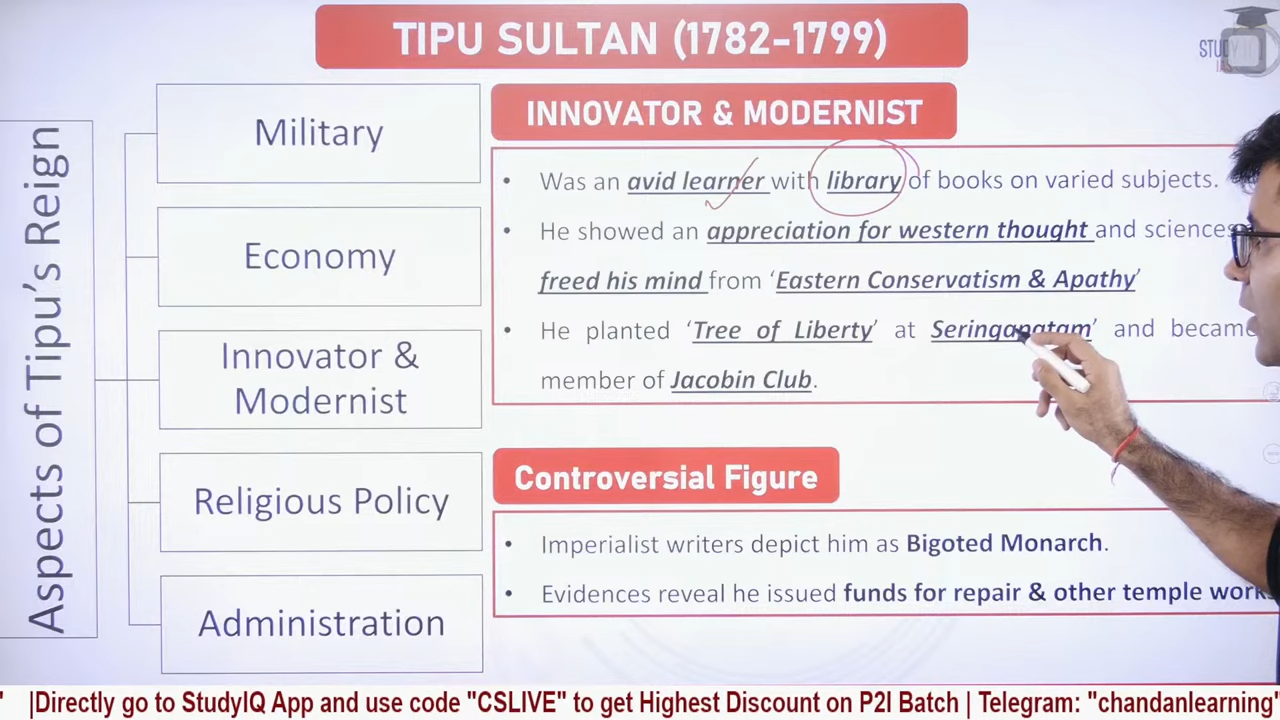 TIPU SULTAN (1782-1799)
STUDY
Aspects of Tipu's Reign
Military
Economy
Innovator &
Modernist
Religious Policy
Administration
INNOVATOR & MODERNIST
• Was an avid learner with library of books on varied subjects.
• He showed an appreciation for western thought and sciences
freed his mind from 'Eastern Conservatism & Apathy'
• He planted 'Tree of Liberty' at Seringapatam' and became
member of Jacobin Club.
Controversial Figure
• Imperialist writers depict him as Bigoted Monarch.
• Evidences reveal he issued funds for repair & other temple work
" |Directly go to StudyIQ App and use code "CSLIVE" to get Highest Discount on P2I Batch | Telegram: "chandanlearning"